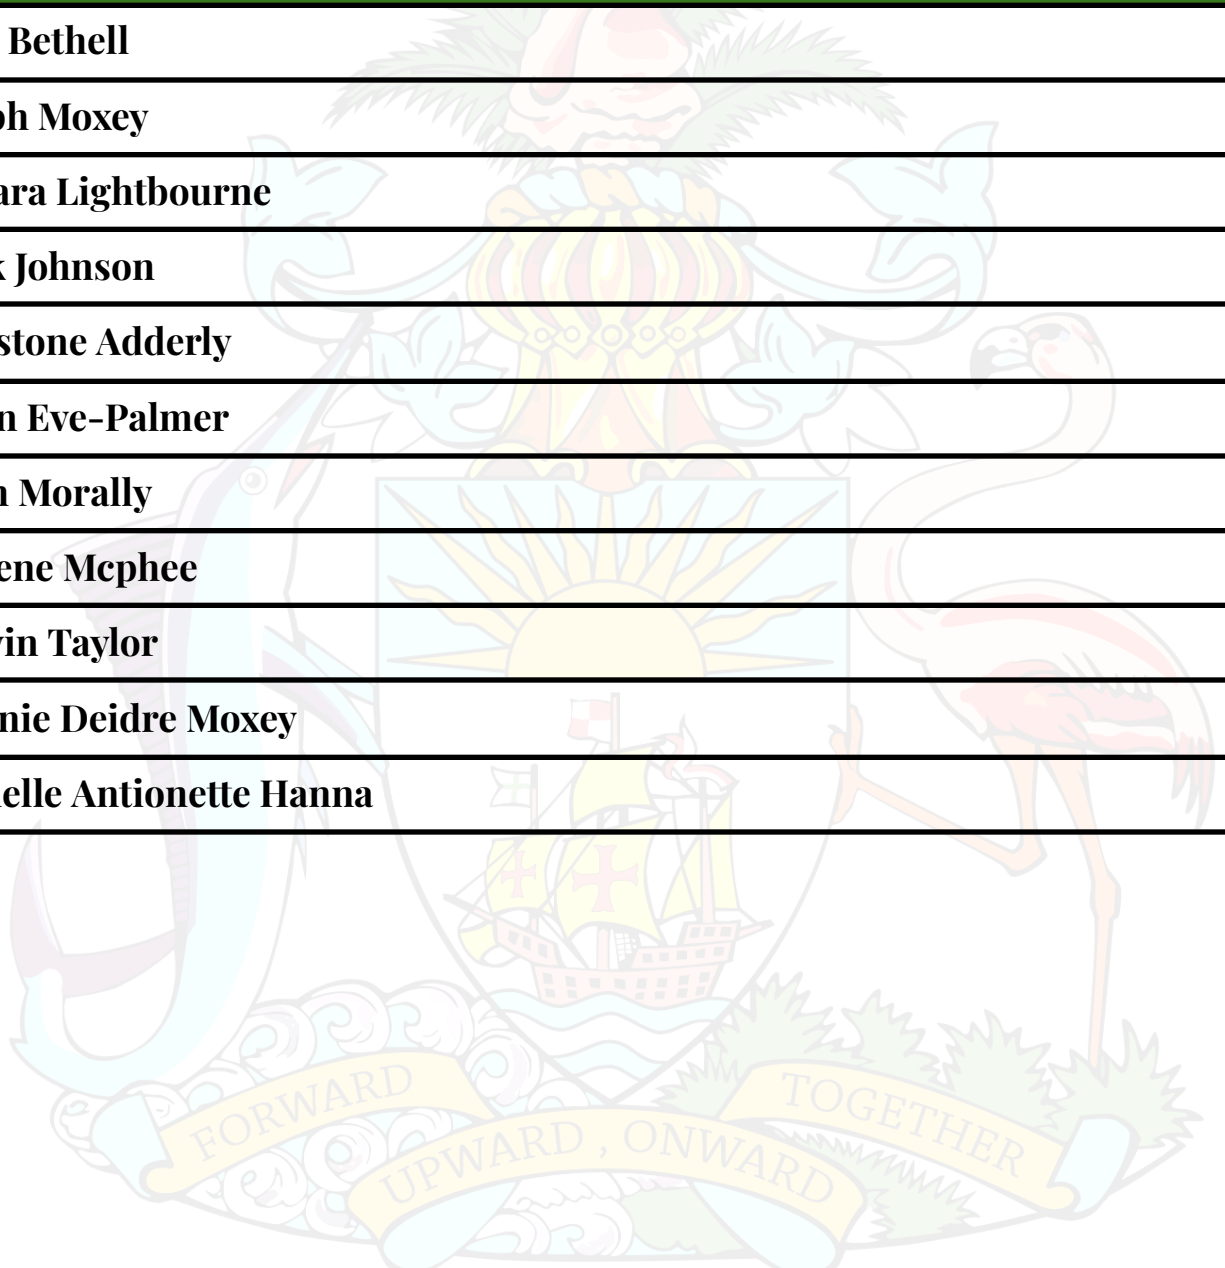 Bethell
ph Moxey
ara Lightbourne
k Johnson
stone Adderly
n Eve-Palmer
n Morally
ene Mcphee
vin Taylor
nie Deidre Moxey
elle Antionette Hanna
FORWARD
UPWARD , ONWARD
TOGETHER